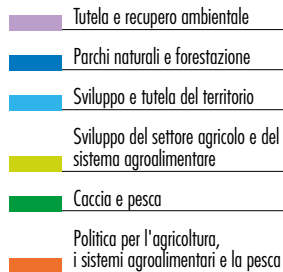 Tutela e recupero ambientale
Parchi naturali e forestazione
Sviluppo e tutela del territorio
Sviluppo del settore agricolo e del
sistema agroalimentare
Caccia e pesca
Politica per l'agricoltura,
i sistemi agroalimentari e la pesca